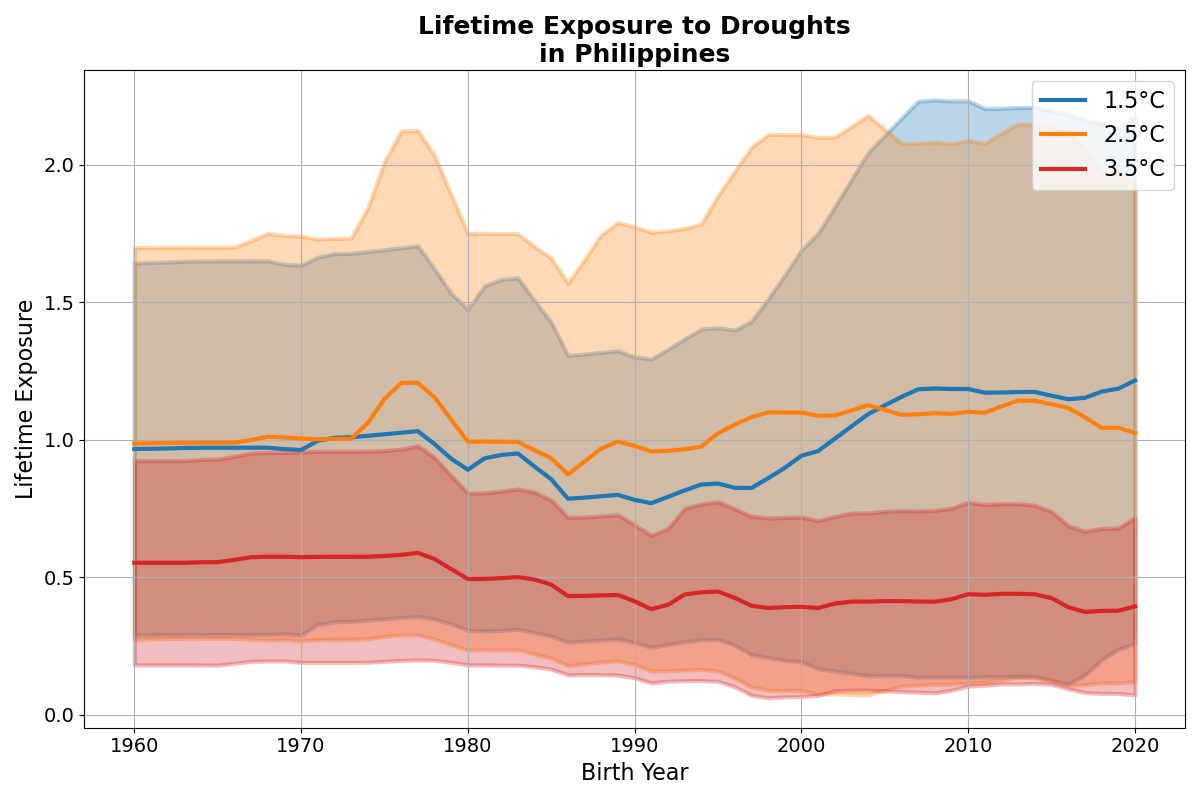 Lifetime Exposure to Droughts
in Philippines
1.5°C
2.5°C
3.5°C
Lifetime Exposure
2.0
1.5
1.0
0.5
0.0
1960 1970 1980 1990 2000 2010 2020
Birth Year